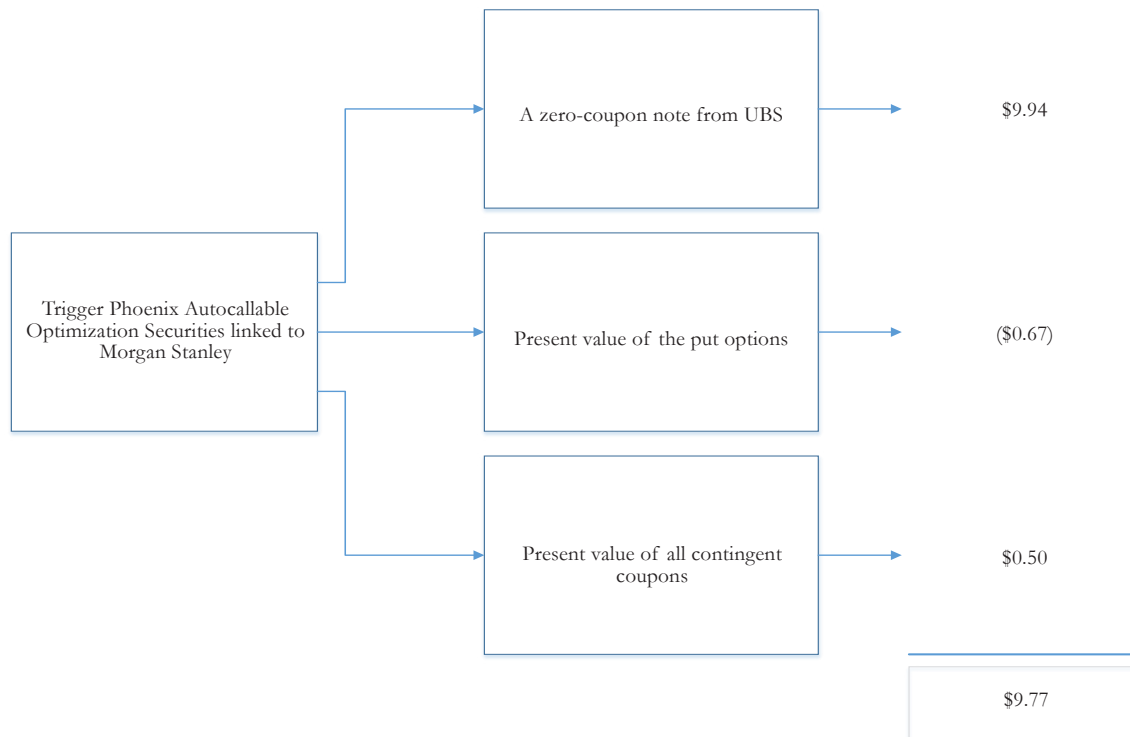 A zero-coupon note from UBS
$9.94
Trigger Phoenix Autocallable
Optimization Securities linked to
Morgan Stanley
Present value of the put options
($0.67)
Present value of all contingent
coupons
$0.50
$9.77